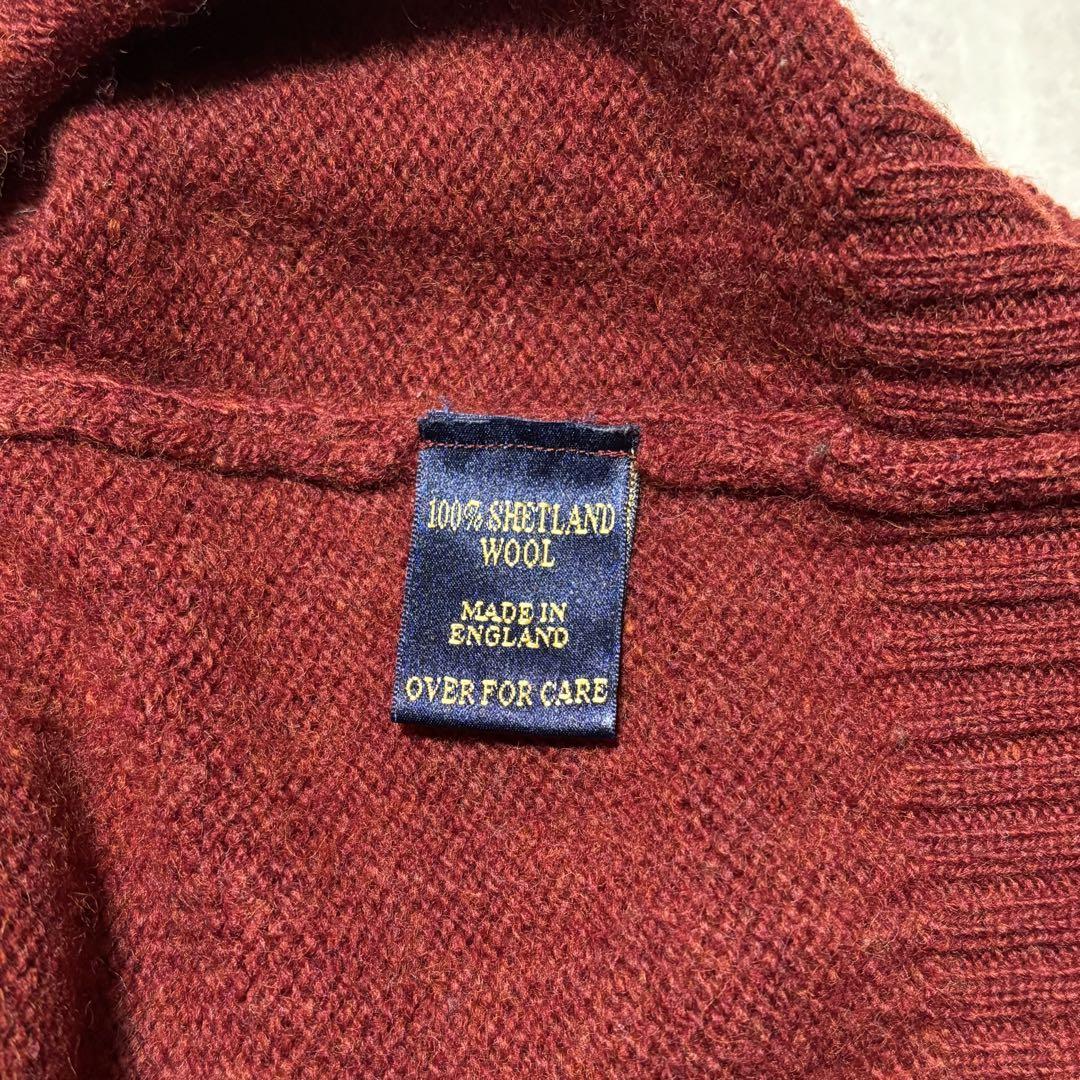 100% SHETLAND
WOOL
MADE IN
ENGLAND
OVER FOR CARE